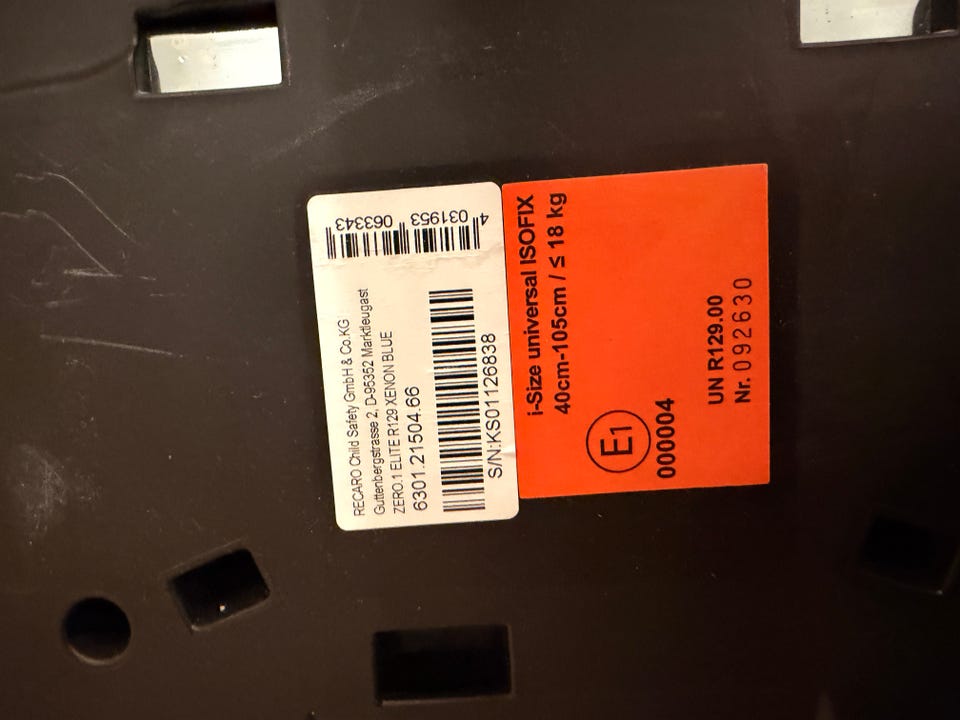 RECARO Child Safety GmbH & Co.KG
Guttenbergstrasse 2, D-95352 Marktleugast
ZERO.1 ELITE R129 XENON BLUE
6301.21504.66
S/N:KS01126838
4 031953 063343
i-Size universal ISOFIX
40cm-105cm / ≤ 18 kg
E1
000004
UN R129.00
Nr. 092630